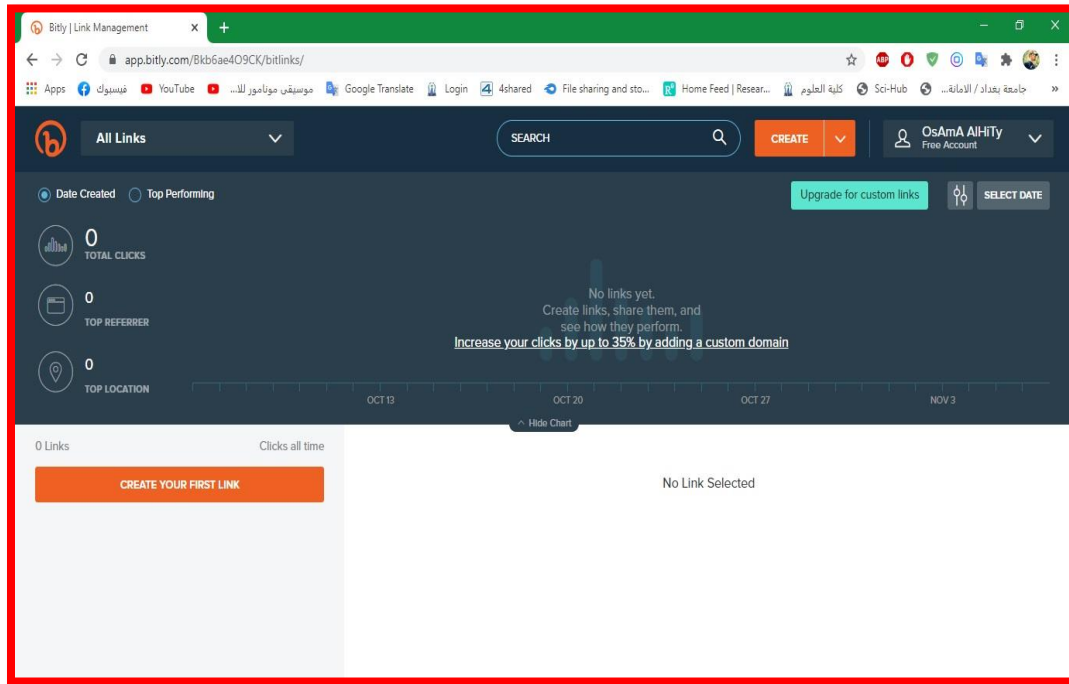 Bitly | Link Management
app.bitly.com/Bkb6ae4O9CK/bitlinks/
ABP
Apps فيسبوك YouTube موسيقى مونامور للا... Google Translate Login 4shared File sharing and sto... Home Feed | Resear... كلية العلوم Sci-Hub جامعة بغداد / الامانة... »
All Links SEARCH CREATE OsAmA AlHiTy
Free Account
Date Created Top Performing Upgrade for custom links SELECT DATE
0
TOTAL CLICKS
0
TOP REFERRER
0
TOP LOCATION
No links yet.
Create links, share them, and
see how they perform.
Increase your clicks by up to 35% by adding a custom domain
OCT 13 OCT 20 OCT 27 NOV 3
Hide Chart
0 Links Clicks all time
CREATE YOUR FIRST LINK
No Link Selected